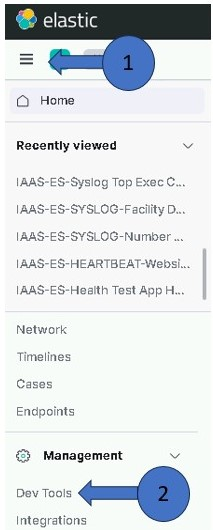 elastic
1
Home
Recently viewed
IAAS-ES-Syslog Top Exec C...
IAAS-ES-SYSLOG-Facility D...
IAAS-ES-SYSLOG-Number ...
IAAS-ES-HEARTBEAT-Websi...
IAAS-ES-Health Test App H...
Network
Timelines
Cases
Endpoints
Management
Dev Tools
2
Integrations